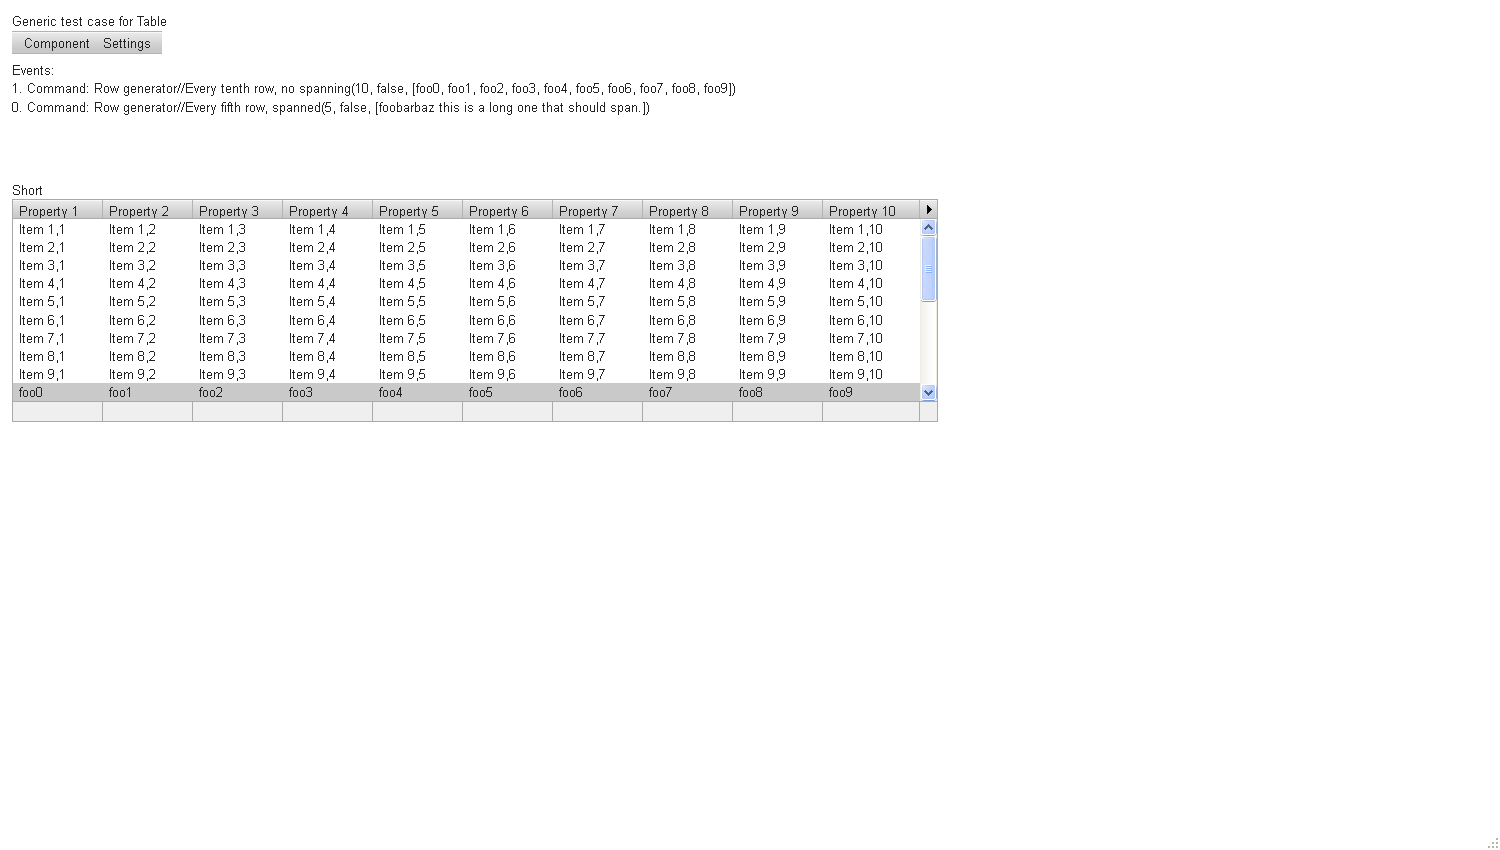 Generic test case for Table
Component Settings
Events:
1. Command: Row generator//Every tenth row, no spanning(10, false, [foo0, foo1, foo2, foo3, foo4, foo5, foo6, foo7, foo8, foo9])
0. Command: Row generator//Every fifth row, spanned(5, false, [foobarbaz this is a long one that should span.])
Short
Property 1 Property 2 Property 3 Property 4 Property 5 Property 6 Property 7 Property 8 Property 9 Property 10
Item 1,1 Item 1,2 Item 1,3 Item 1,4 Item 1,5 Item 1,6 Item 1,7 Item 1,8 Item 1,9 Item 1,10
Item 2,1 Item 2,2 Item 2,3 Item 2,4 Item 2,5 Item 2,6 Item 2,7 Item 2,8 Item 2,9 Item 2,10
Item 3,1 Item 3,2 Item 3,3 Item 3,4 Item 3,5 Item 3,6 Item 3,7 Item 3,8 Item 3,9 Item 3,10
Item 4,1 Item 4,2 Item 4,3 Item 4,4 Item 4,5 Item 4,6 Item 4,7 Item 4,8 Item 4,9 Item 4,10
Item 5,1 Item 5,2 Item 5,3 Item 5,4 Item 5,5 Item 5,6 Item 5,7 Item 5,8 Item 5,9 Item 5,10
Item 6,1 Item 6,2 Item 6,3 Item 6,4 Item 6,5 Item 6,6 Item 6,7 Item 6,8 Item 6,9 Item 6,10
Item 7,1 Item 7,2 Item 7,3 Item 7,4 Item 7,5 Item 7,6 Item 7,7 Item 7,8 Item 7,9 Item 7,10
Item 8,1 Item 8,2 Item 8,3 Item 8,4 Item 8,5 Item 8,6 Item 8,7 Item 8,8 Item 8,9 Item 8,10
Item 9,1 Item 9,2 Item 9,3 Item 9,4 Item 9,5 Item 9,6 Item 9,7 Item 9,8 Item 9,9 Item 9,10
foo0 foo1 foo2 foo3 foo4 foo5 foo6 foo7 foo8 foo9